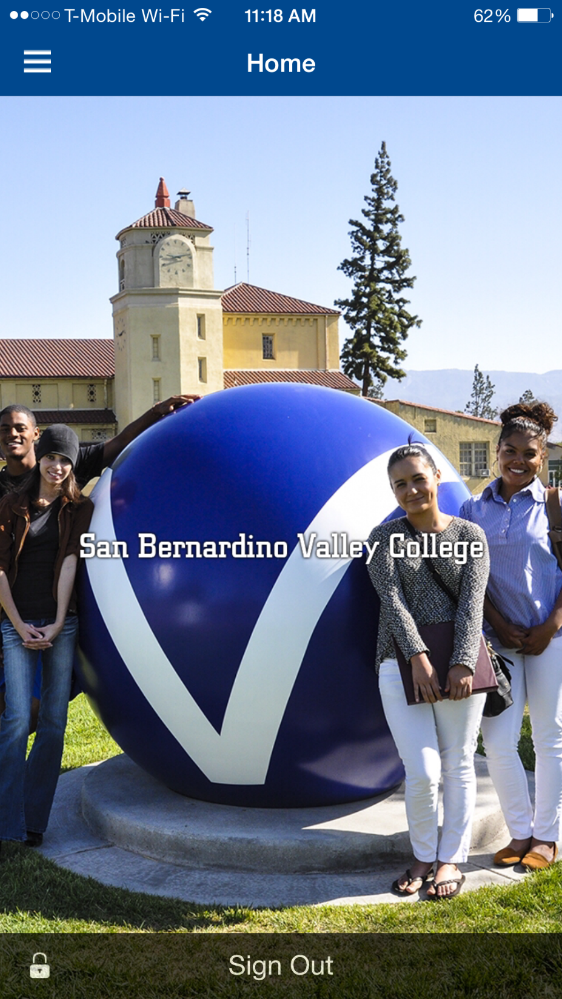 T-Mobile Wi-Fi 11:18 AM 62%
Home
San Bernardino Valley College
Sign Out